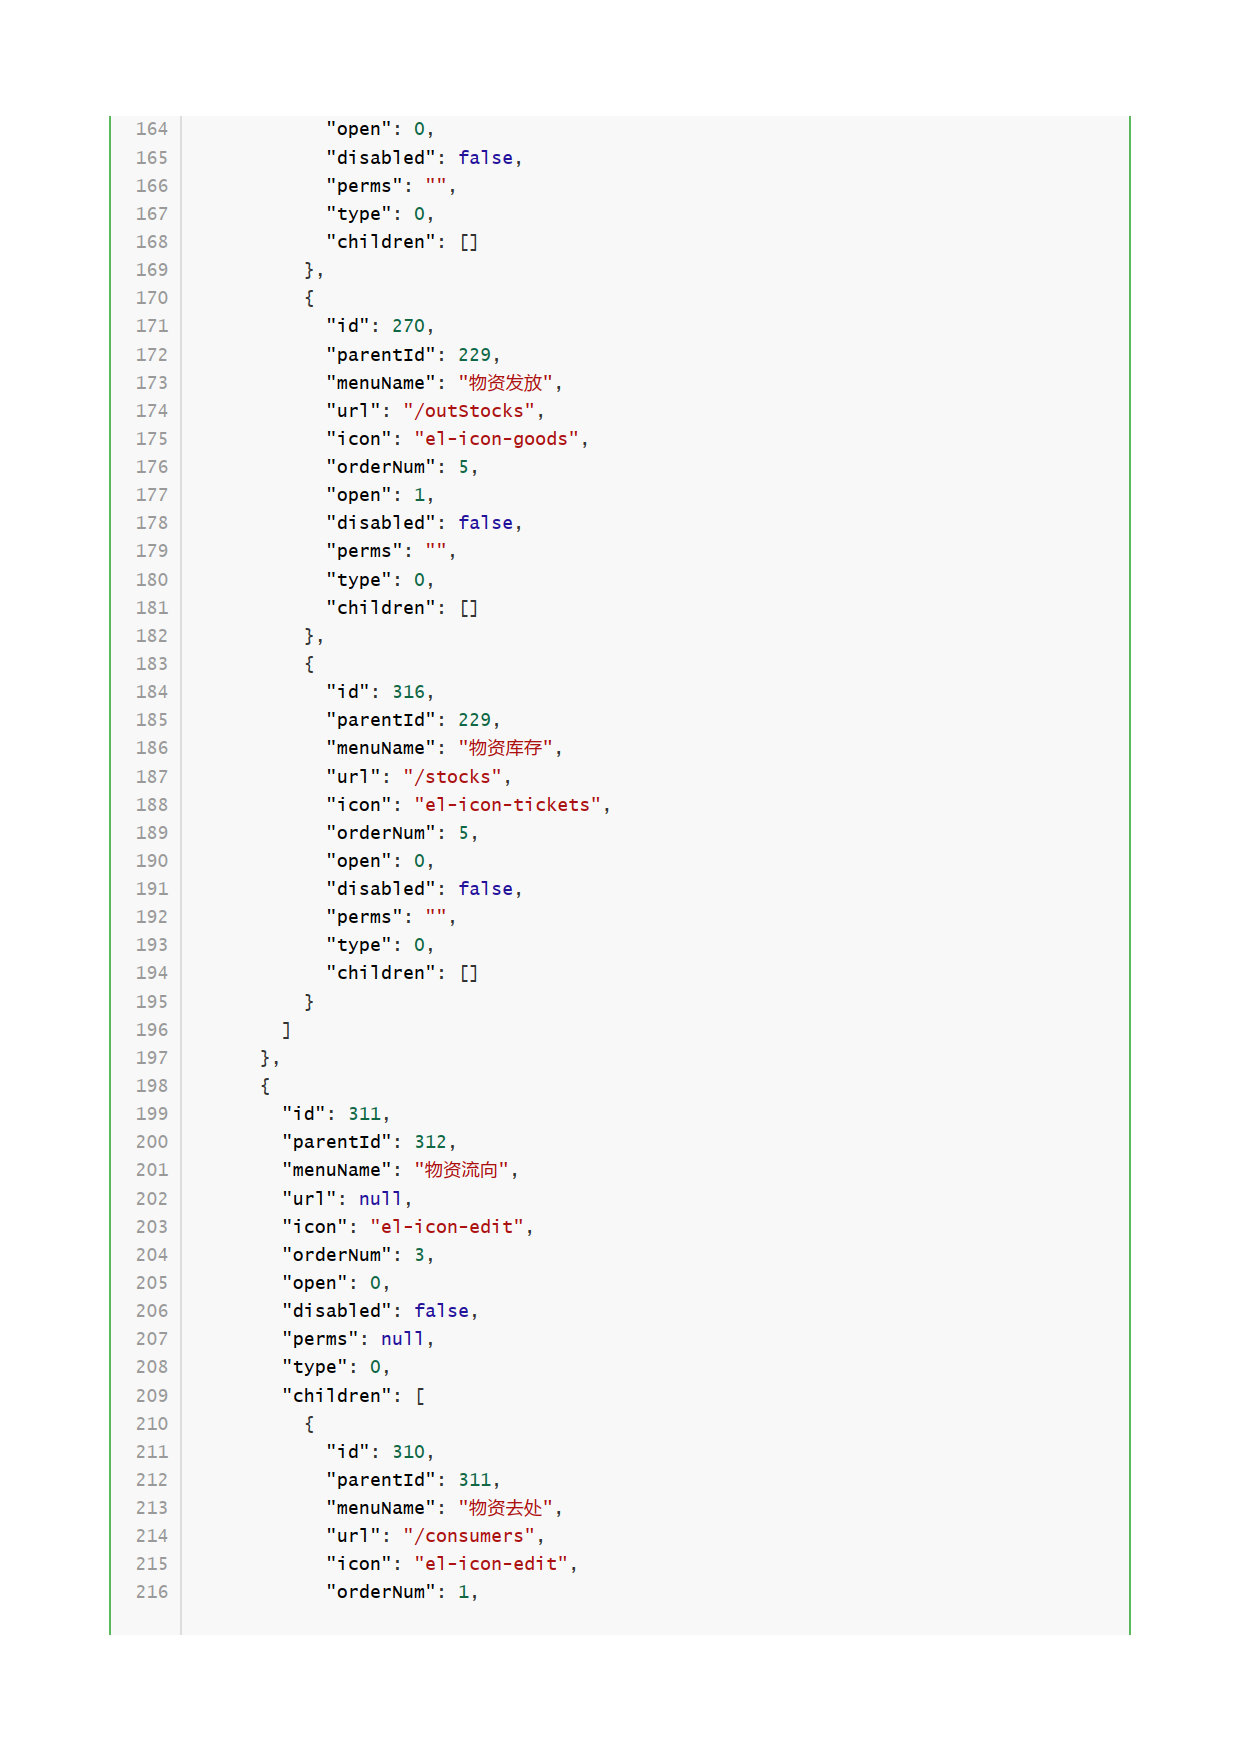 164 "open": 0,
165 "disabled": false,
166 "perms": "",
167 "type": 0,
168 "children": []
169 },
170 {
171 "id": 270,
172 "parentId": 229,
173 "menuName": "物资发放",
174 "url": "/outStocks",
175 "icon": "el-icon-goods",
176 "orderNum": 5,
177 "open": 1,
178 "disabled": false,
179 "perms": "",
180 "type": 0,
181 "children": []
182 },
183 {
184 "id": 316,
185 "parentId": 229,
186 "menuName": "物资库存",
187 "url": "/stocks",
188 "icon": "el-icon-tickets",
189 "orderNum": 5,
190 "open": 0,
191 "disabled": false,
192 "perms": "",
193 "type": 0,
194 "children": []
195 }
196 ]
197 },
198 {
199 "id": 311,
200 "parentId": 312,
201 "menuName": "物资流向",
202 "url": null,
203 "icon": "el-icon-edit",
204 "orderNum": 3,
205 "open": 0,
206 "disabled": false,
207 "perms": null,
208 "type": 0,
209 "children": [
210 {
211 "id": 310,
212 "parentId": 311,
213 "menuName": "物资去处",
214 "url": "/consumers",
215 "icon": "el-icon-edit",
216 "orderNum": 1,